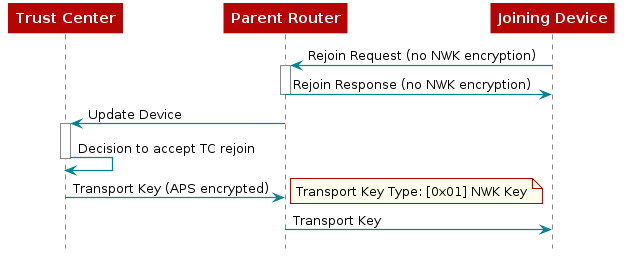 Trust Center
Parent Router
Joining Device
Rejoin Request (no NWK encryption)
Rejoin Response (no NWK encryption)
Update Device
Decision to accept TC rejoin
Transport Key (APS encrypted)
Transport Key Type: [0x01] NWK Key
Transport Key